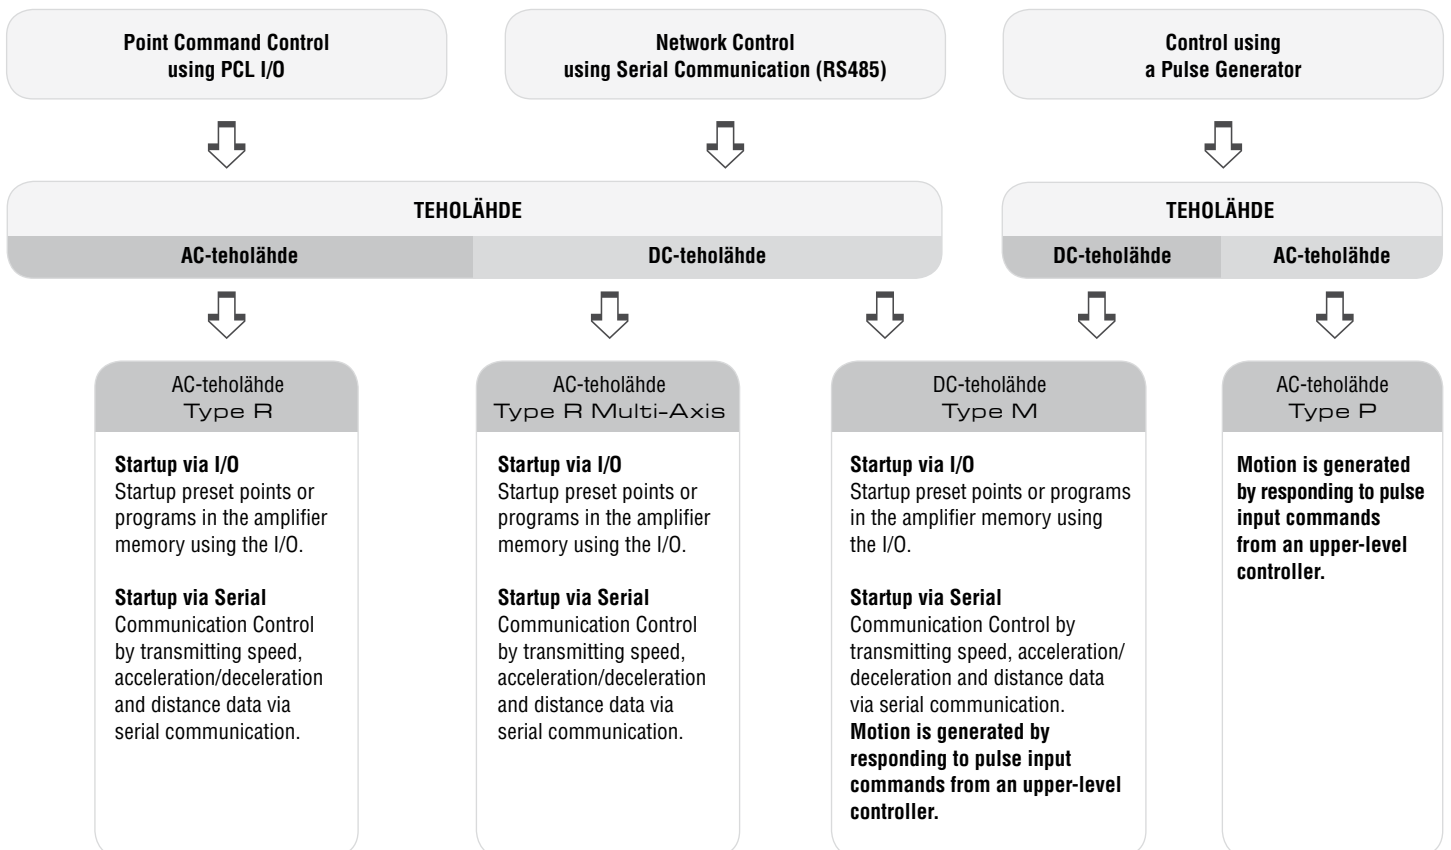 Point Command Control
using PCL I/O
Network Control
using Serial Communication (RS485)
Control using
a Pulse Generator
TEHOLÄHDE
AC-teholähde
DC-teholähde
TEHOLÄHDE
DC-teholähde
AC-teholähde
AC-teholähde
Type R
Startup via I/O
Startup preset points or
programs in the amplifier
memory using the I/O.
Startup via Serial
Communication Control
by transmitting speed,
acceleration/deceleration
and distance data via
serial communication.
AC-teholähde
Type R Multi-Axis
Startup via I/O
Startup preset points or
programs in the amplifier
memory using the I/O.
Startup via Serial
Communication Control
by transmitting speed,
acceleration/deceleration
and distance data via
serial communication.
DC-teholähde
Type M
Startup via I/O
Startup preset points or programs
in the amplifier memory using
the I/O.
Startup via Serial
Communication Control by
transmitting speed, acceleration/
deceleration and distance data
via serial communication.
Motion is generated by
responding to pulse input
commands from an upper-level
controller.
AC-teholähde
Type P
Motion is generated
by responding to pulse
input commands
from an upper-level
controller.